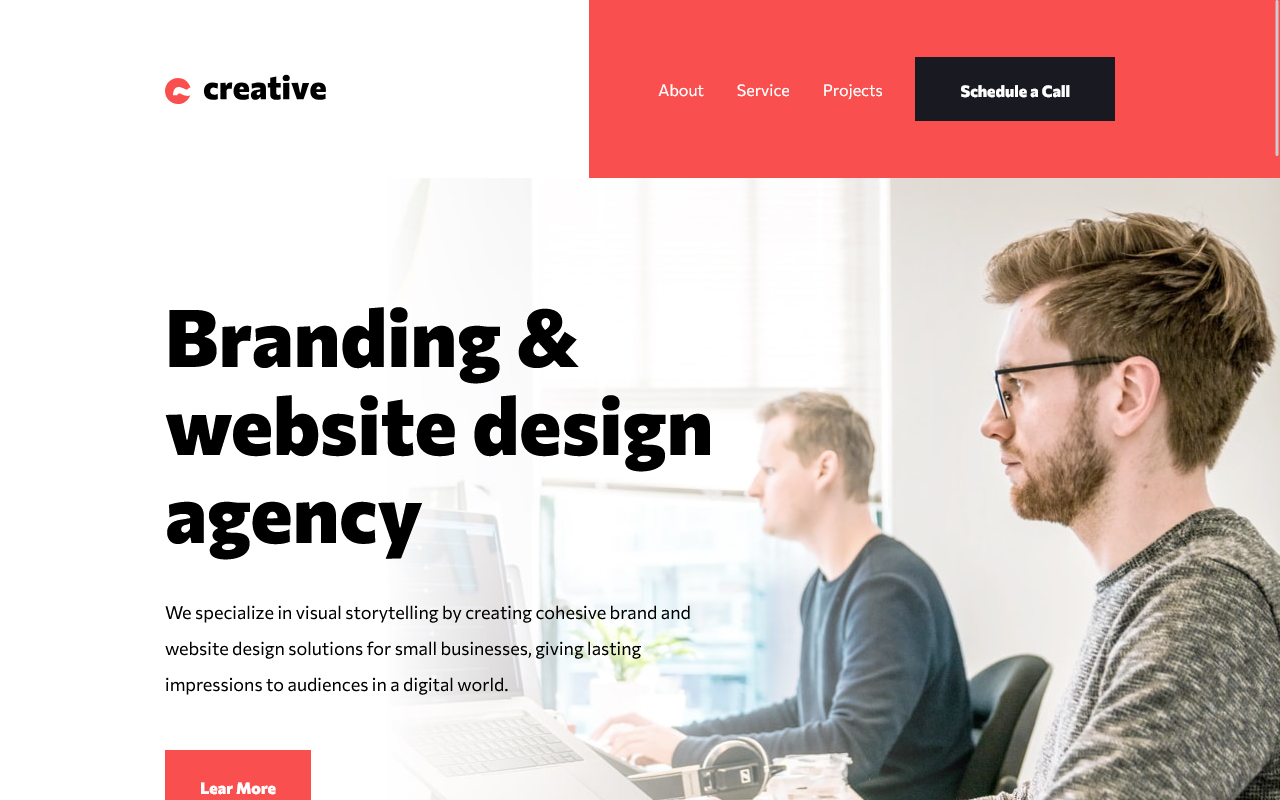 creative
About
Service
Projects
Schedule a Call
Branding &
website design
agency
We specialize in visual storytelling by creating cohesive brand and
website design solutions for small businesses, giving lasting
impressions to audiences in a digital world.
Lear More